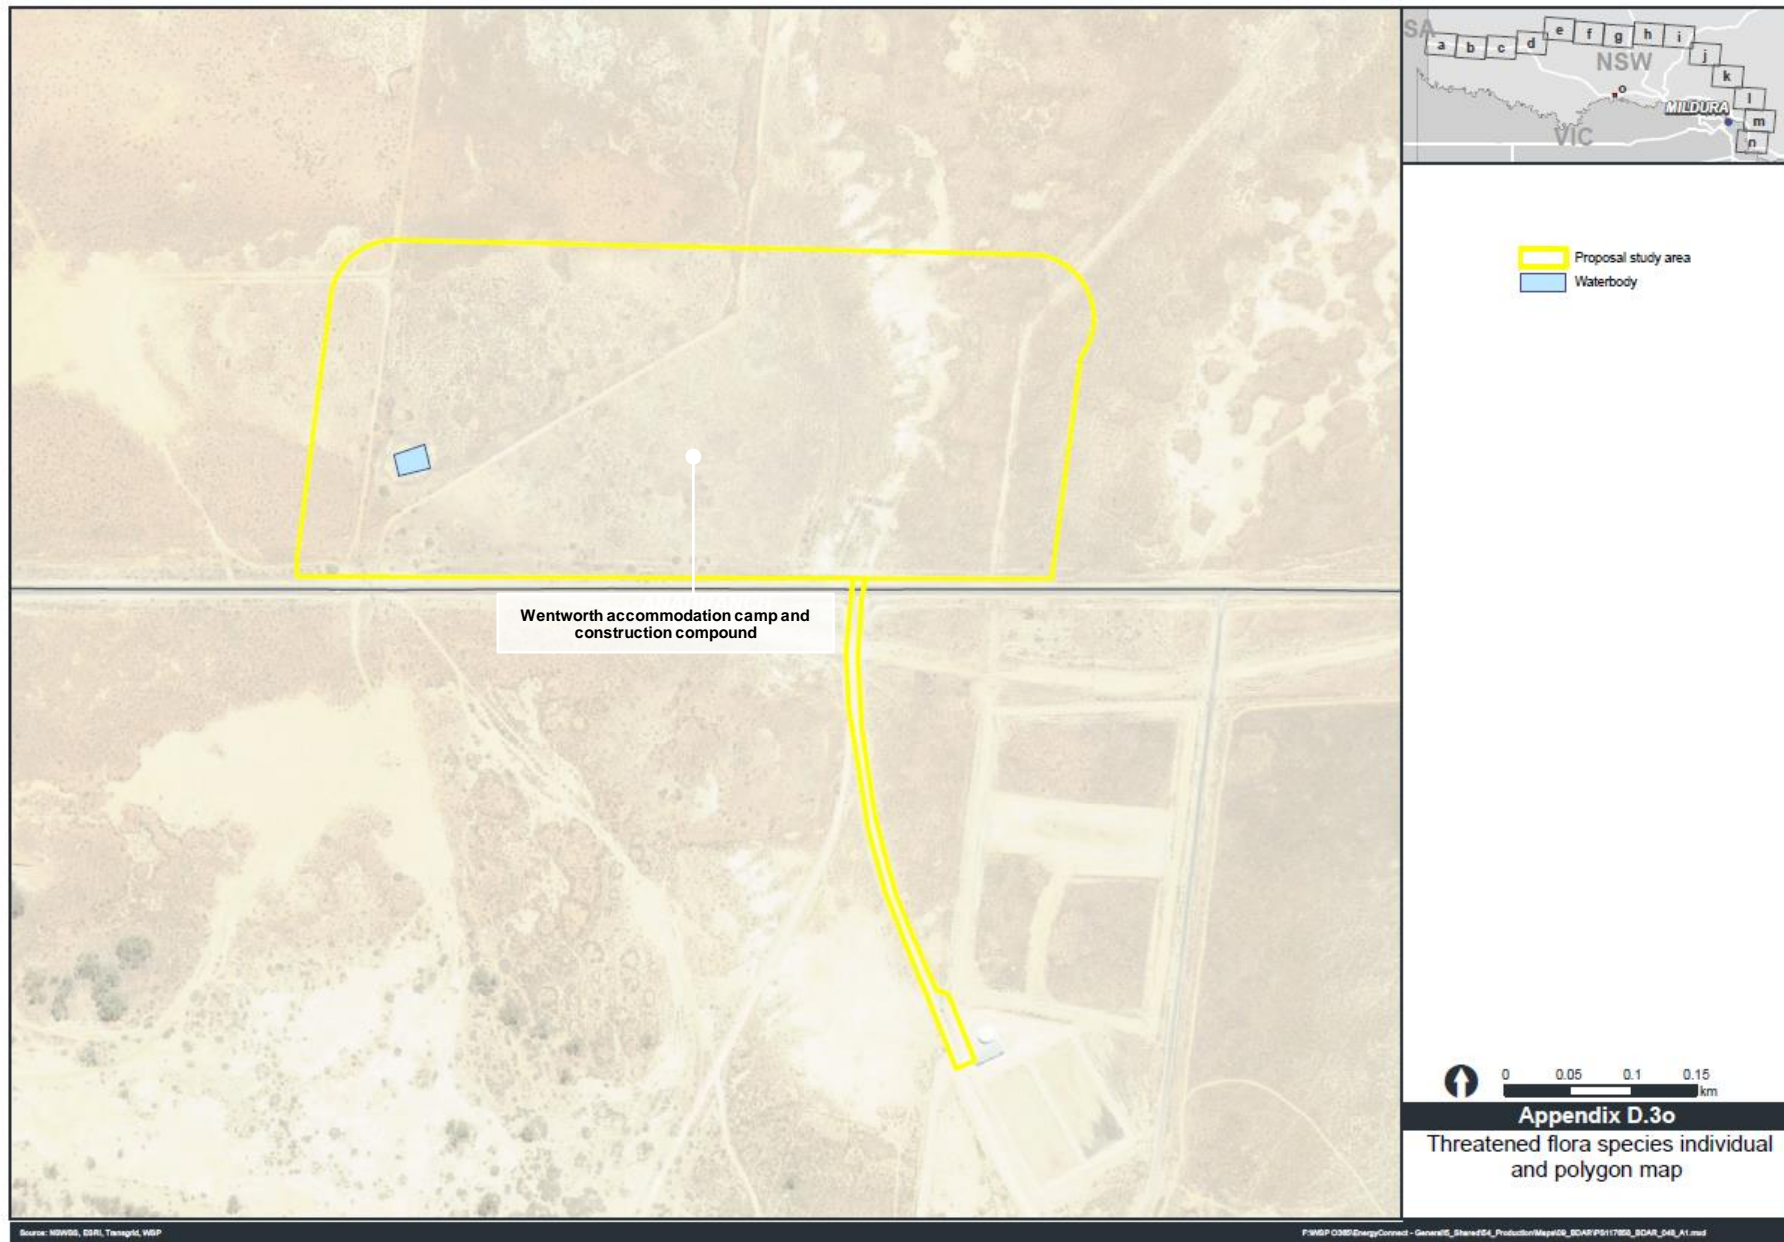 SA
a
b
c
d
e
f
g
h
i
j
k
l
m
n
o
NSW
MILDURA
VIC
Proposal study area
Waterbody
Wentworth accommodation camp and
construction compound
0 0.05 0.1 0.15
km
Appendix D.3o
Threatened flora species individual
and polygon map
Source: NSWSS, ESRI, Transgrid, WSP